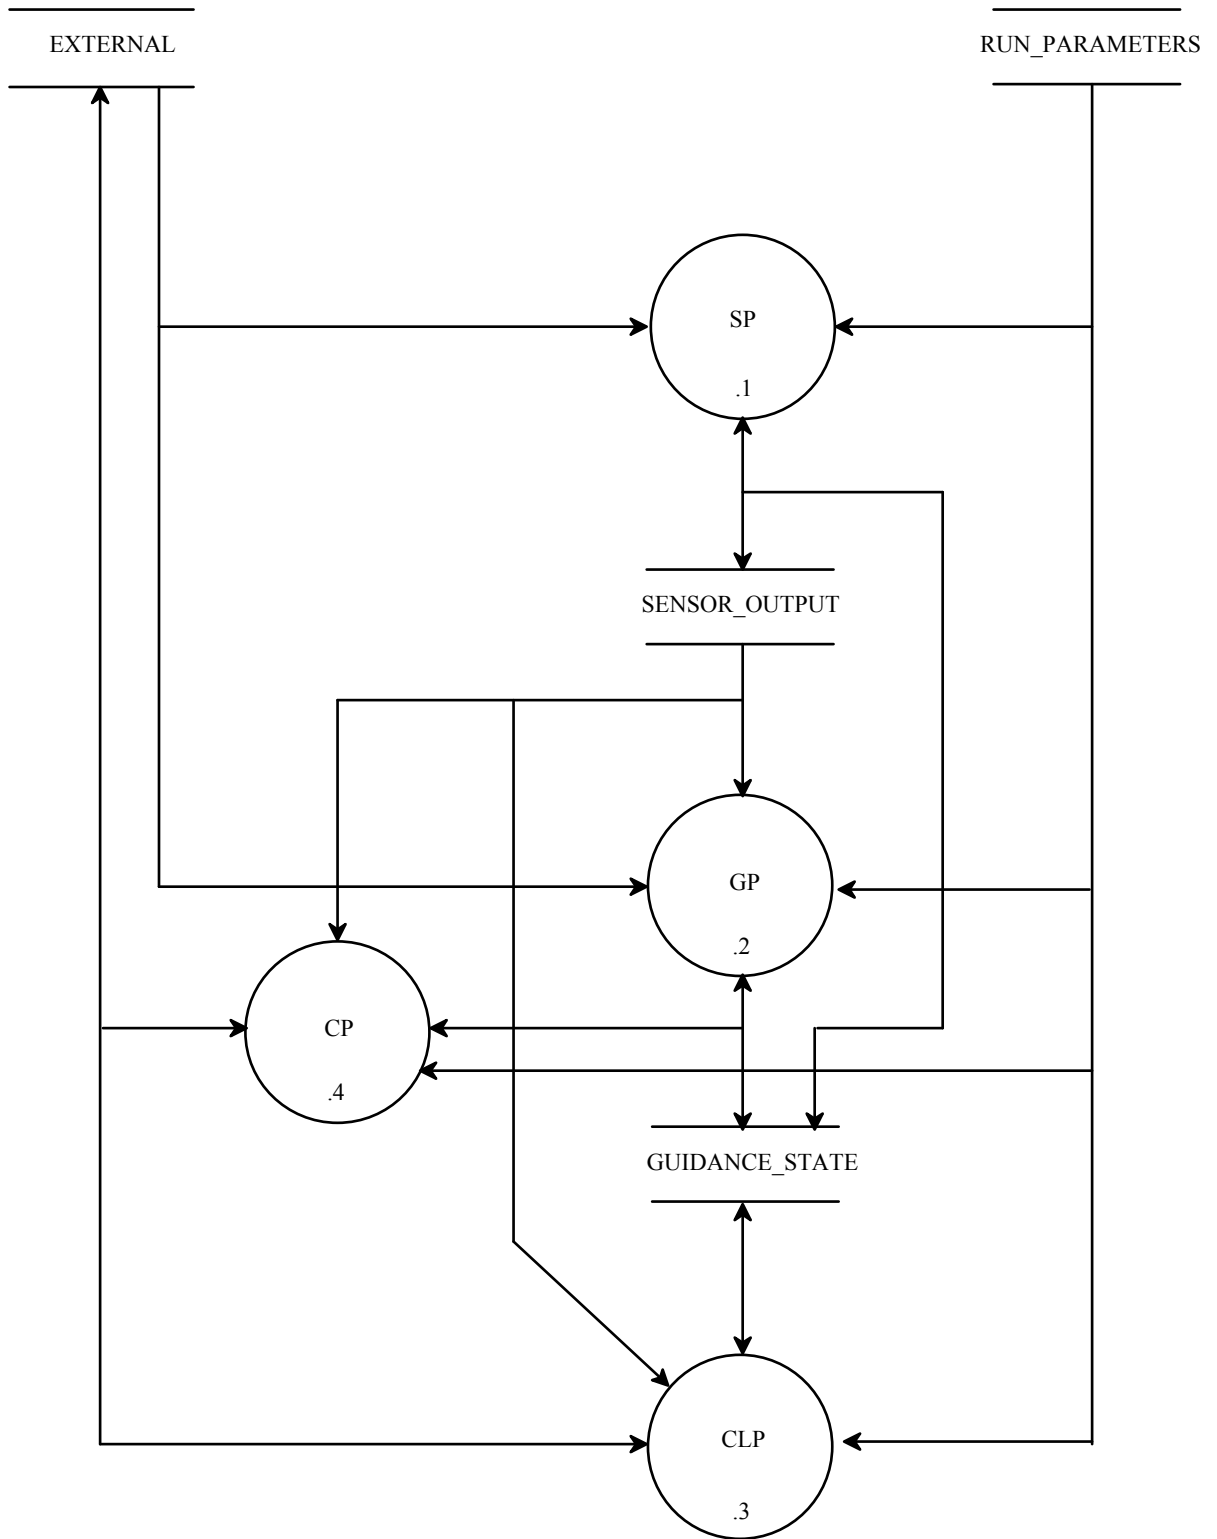 EXTERNAL
RUN_PARAMETERS
SP
.1
SENSOR_OUTPUT
GP
.2
CP
.4
GUIDANCE_STATE
CLP
.3